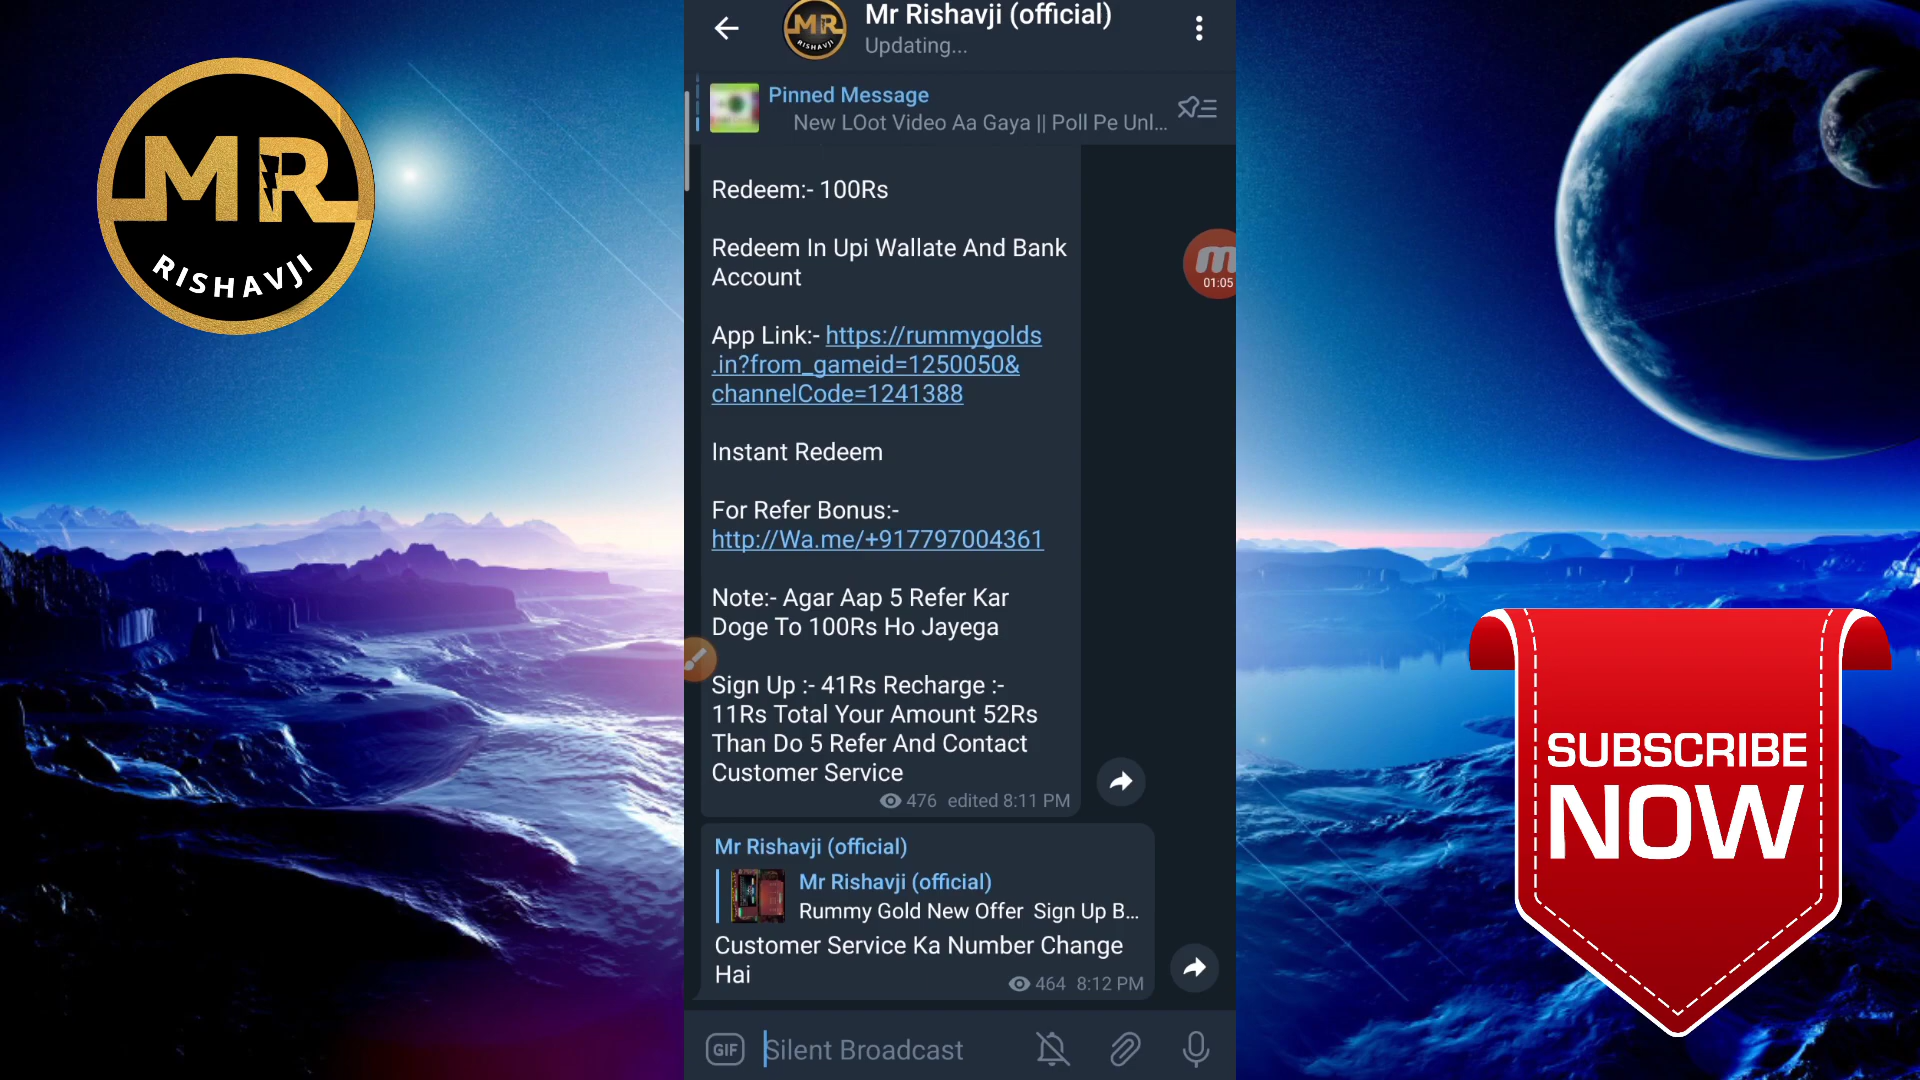 MR
RISHAVJI
MR
RISHAVJI
Mr Rishavji (official)
Updating...
Pinned Message
New LOot Video Aa Gaya || Poll Pe Unl...
Redeem:- 100Rs
Redeem In Upi Wallate And Bank
Account
01:05
App Link:- https://rummygolds
.in?from_gameid=1250050&
channelCode=1241388
Instant Redeem
For Refer Bonus:-
http://Wa.me/+917797004361
Note:- Agar Aap 5 Refer Kar
Doge To 100Rs Ho Jayega
Sign Up :- 41Rs Recharge :-
11Rs Total Your Amount 52Rs
Than Do 5 Refer And Contact
Customer Service
476 edited 8:11 PM
Mr Rishavji (official)
Mr Rishavji (official)
Rummy Gold New Offer Sign Up B...
Customer Service Ka Number Change
Hai
464 8:12 PM
GIF Silent Broadcast
SUBSCRIBE
NOW